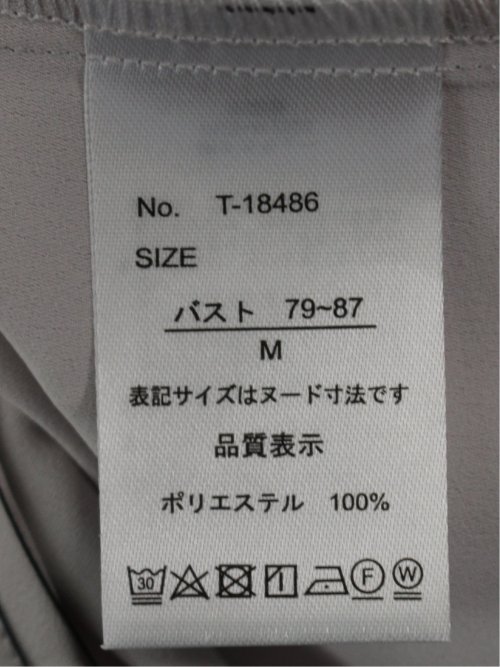 No. T-18486
SIZE
バスト 79~87
M
表記サイズはヌード寸法です
品質表示
ポリエステル 100%
30 F W